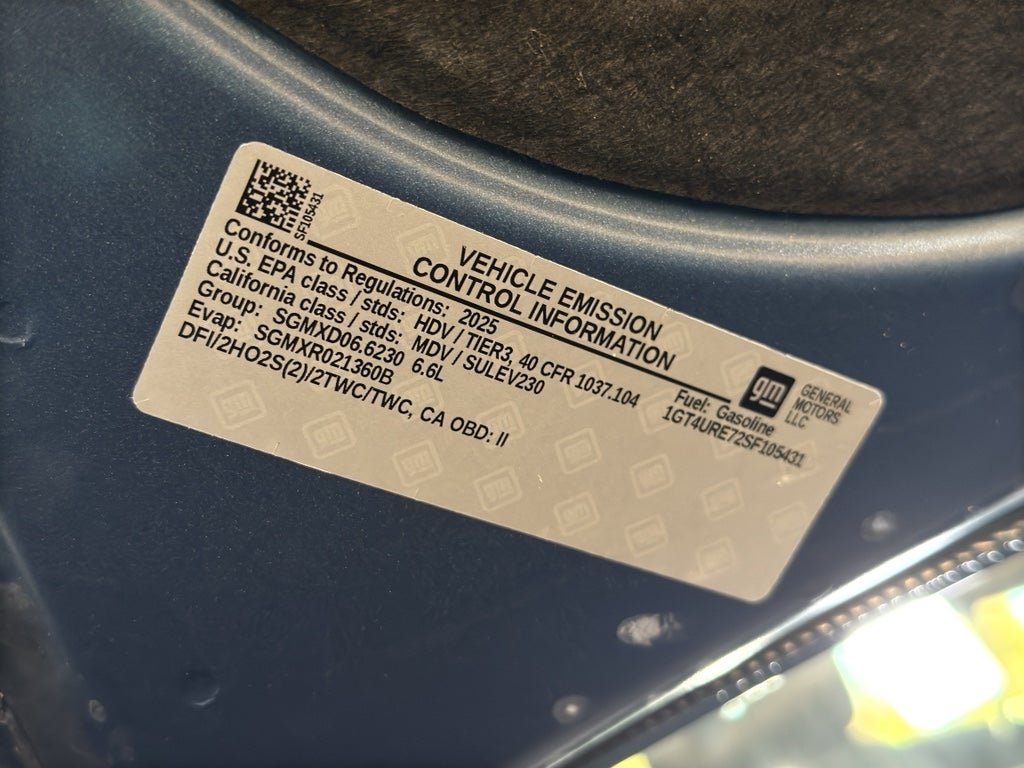 SF105431
VEHICLE EMISSION
CONTROL INFORMATION
gm
GENERAL
MOTORS
LLC
Conforms to Regulations: 2025
U.S. EPA class / stds: HDV / TIER3, 40 CFR 1037.104
California class / stds: MDV / SULEV230
Group: SGMXD06.6230 6.6L
Evap: SGMXR021360B
DFI/2HO2S(2)/2TWC/TWC, CA OBD: II
Fuel: Gasoline
1GT4URE72SF105431